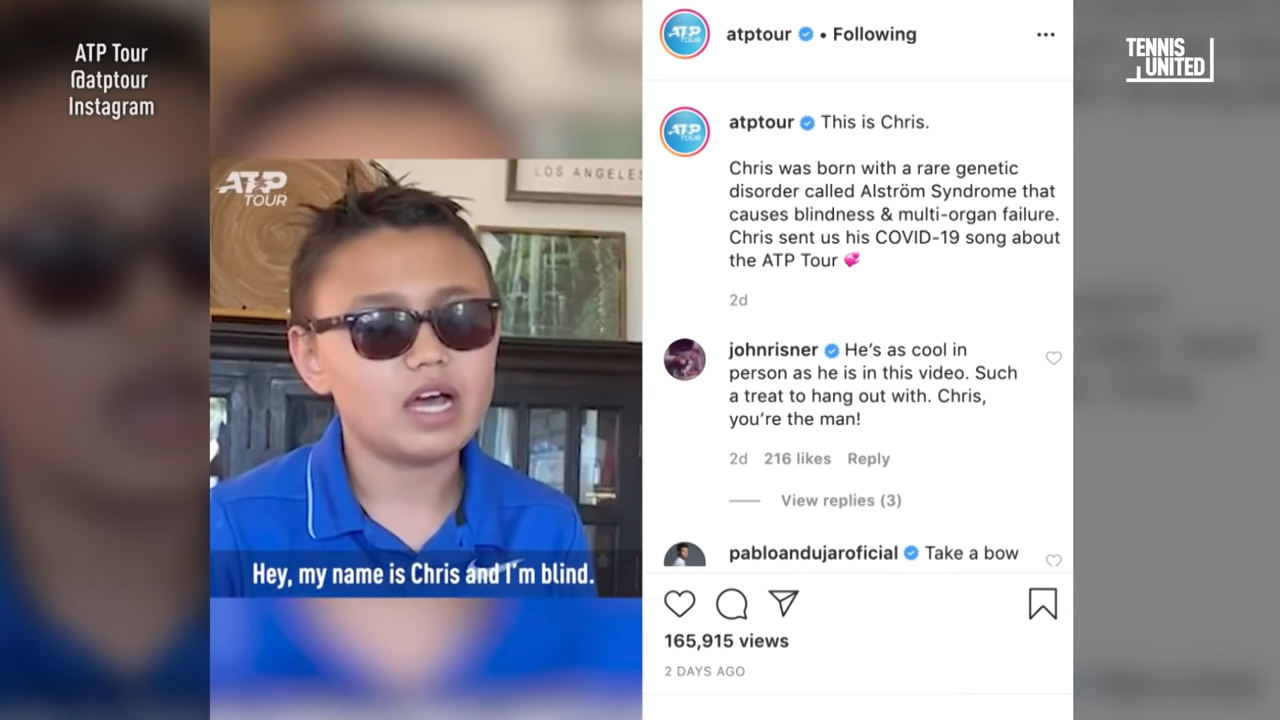 ATP Tour
@atptour
Instagram
ATP
TOUR
LOS ANGELES
Hey, my name is Chris and I'm blind.
ATP
TOUR
atptour • Following
ATP
TOUR
atptour This is Chris.
Chris was born with a rare genetic
disorder called Alström Syndrome that
causes blindness & multi-organ failure.
Chris sent us his COVID-19 song about
the ATP Tour 💞
2d
johnrisner He's as cool in
person as he is in this video. Such
a treat to hang out with. Chris,
you're the man!
2d 216 likes Reply
View replies (3)
pabloandujaroficial Take a bow
165,915 views
2 DAYS AGO
TENNIS
UNITED